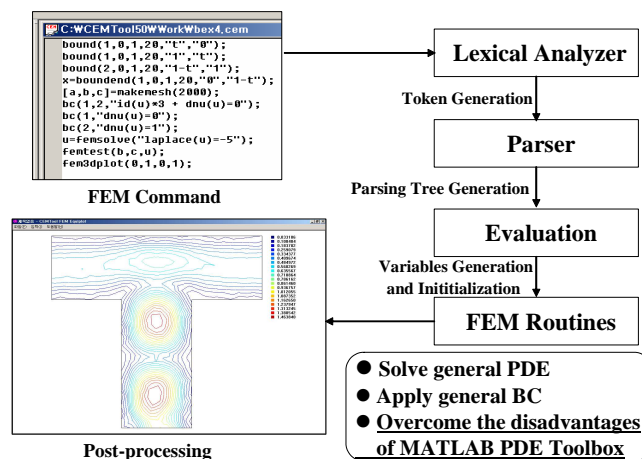 C:₩CEMTool50₩Work₩bex4.cem
bound(1,0,1,20,"t","0");
bound(1,0,1,20,"1","t");
bound(2,0,1,20,"1-t","1");
x=boundend(1,0,1,20,"0","1-t");
[a,b,c]=makemesh(2000);
bc(1,2,"id(u)*3 + dnu(u)=0");
bc(1,"dnu(u)=0");
bc(2,"dnu(u)=1");
u=femsolve("laplace(u)=-5");
femtest(b,c,u);
fem3dplot(0,1,0,1);
FEM Command
Lexical Analyzer
Token Generation
Parser
Parsing Tree Generation
Evaluation
Variables Generation
and Inititialization
FEM Routines
● Solve general PDE
● Apply general BC
● Overcome the disadvantages
of MATLAB PDE Toolbox
Post-processing